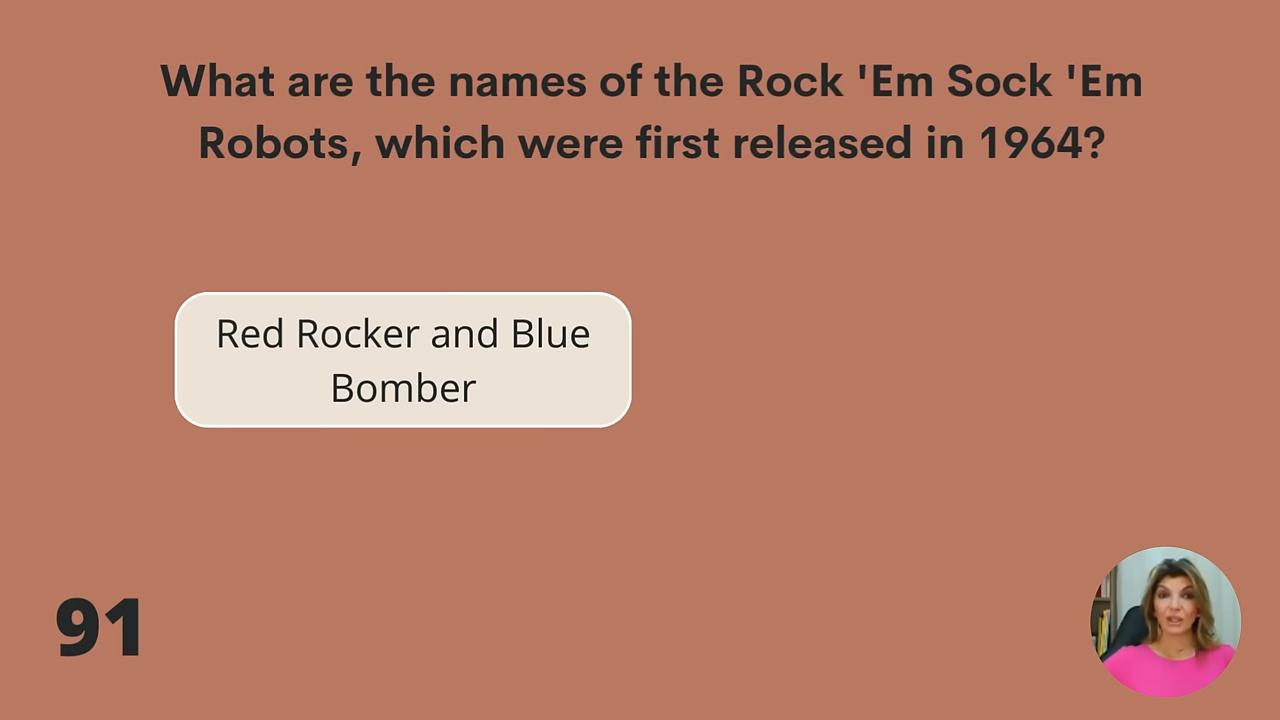 What are the names of the Rock 'Em Sock 'Em
Robots, which were first released in 1964?
Red Rocker and Blue
Bomber
91